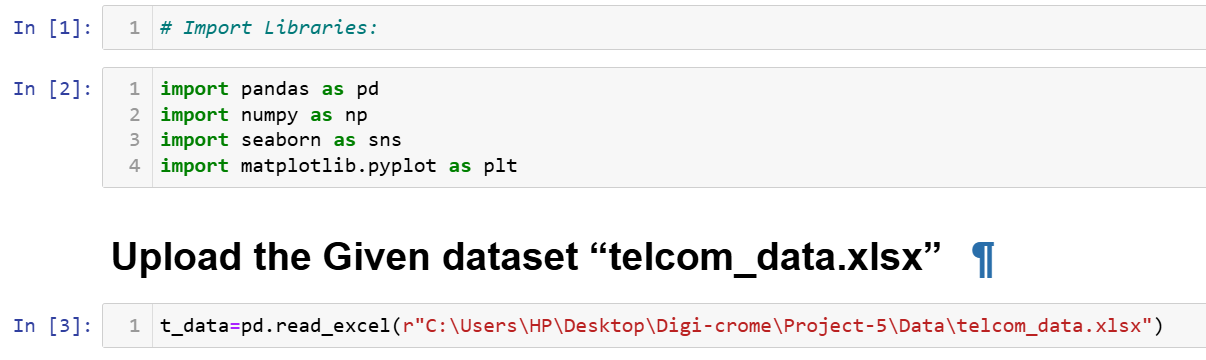 In [1]: 1 # Import Libraries:
In [2]: 1 import pandas as pd
2 import numpy as np
3 import seaborn as sns
4 import matplotlib.pyplot as plt
Upload the Given dataset “telcom_data.xlsx” ¶
In [3]: 1 t_data=pd.read_excel(r"C:\Users\HP\Desktop\Digi-crome\Project-5\Data\telcom_data.xlsx")